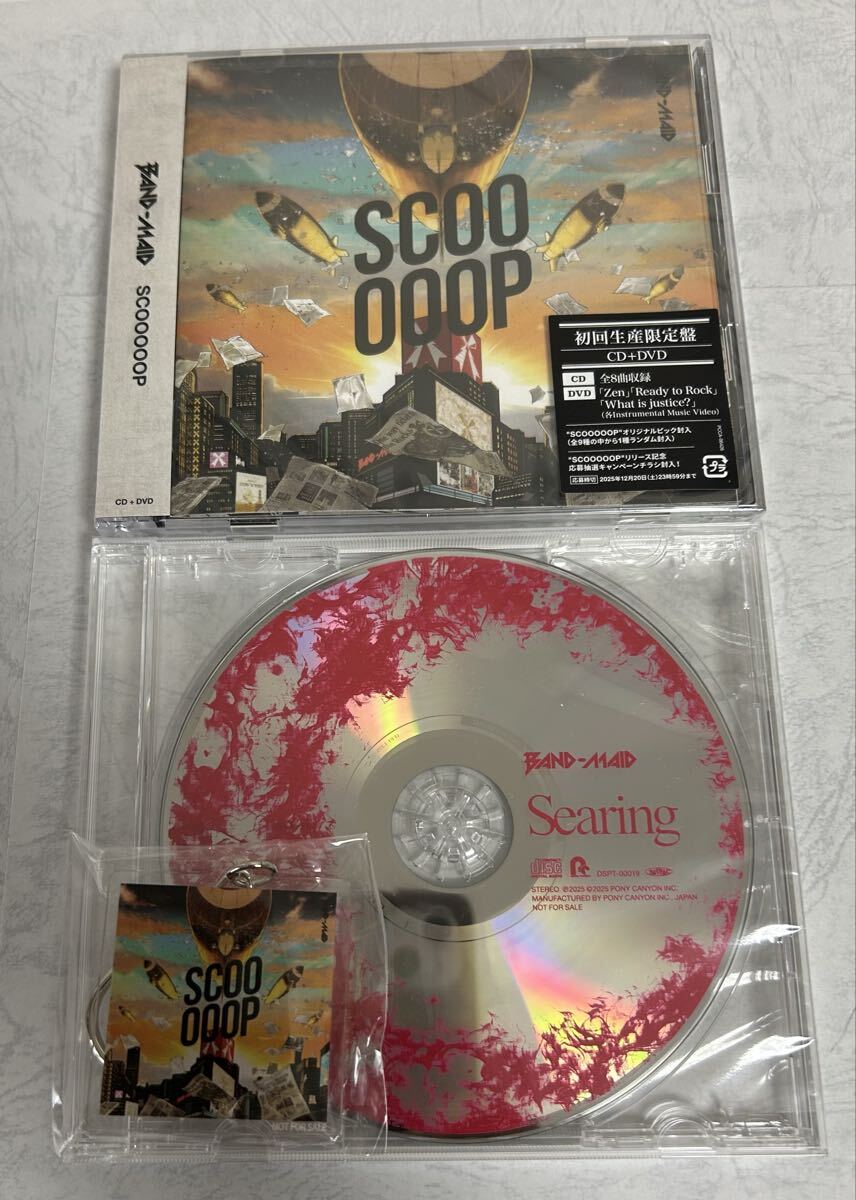 BAND-MAID
SCOOOOOP
CD + DVD
BAND-MAID
SCOO
OOOP
初回生産限定盤
CD+DVD
CD 全8曲収録
DVD 「Zen」「Ready to Rock」
「What is justice?」
(各Instrumental Music Video)
"SCOOOOOP"オリジナルピック封入
(全9種の中から1種ランダム封入)
"SCOOOOOP"リリース記念
応募抽選キャンペーンチラシ封入!
応募締切 2025年12月20日(土)23時59分まで
プラ
BAND-MAID
Searing
DISC
DSPT-00019
STEREO ℗2025 ©2025 PONY CANYON INC.
MANUFACTURED BY PONY CANYON INC., JAPAN
NOT FOR SALE
BAND-MAID
SCOO
OOOP
NOT FOR SALE